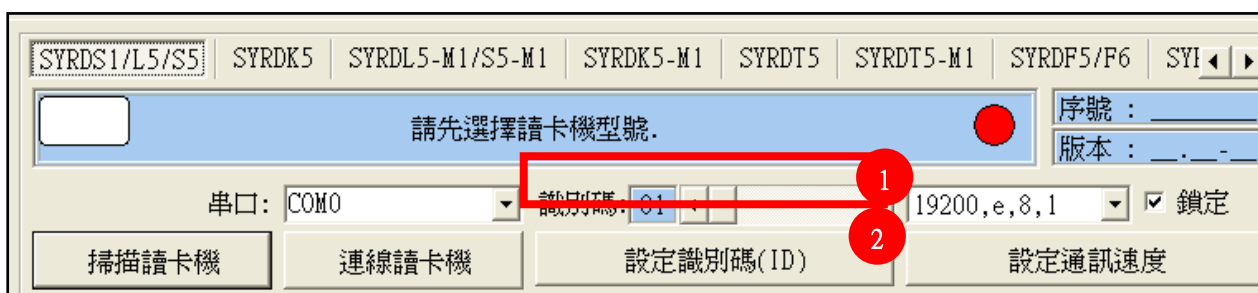 SYRDS1/L5/S5 SYRDK5 SYRDL5-M1/S5-M1 SYRDK5-M1 SYRDT5 SYRDT5-M1 SYRDF5/F6
請先選擇讀卡機型號.
序號 :
版本 : __.__-__
1
串口: COM0 識別碼: 01 19200,e,8,1 鎖定
2
掃描讀卡機 連線讀卡機 設定識別碼(ID) 設定通訊速度